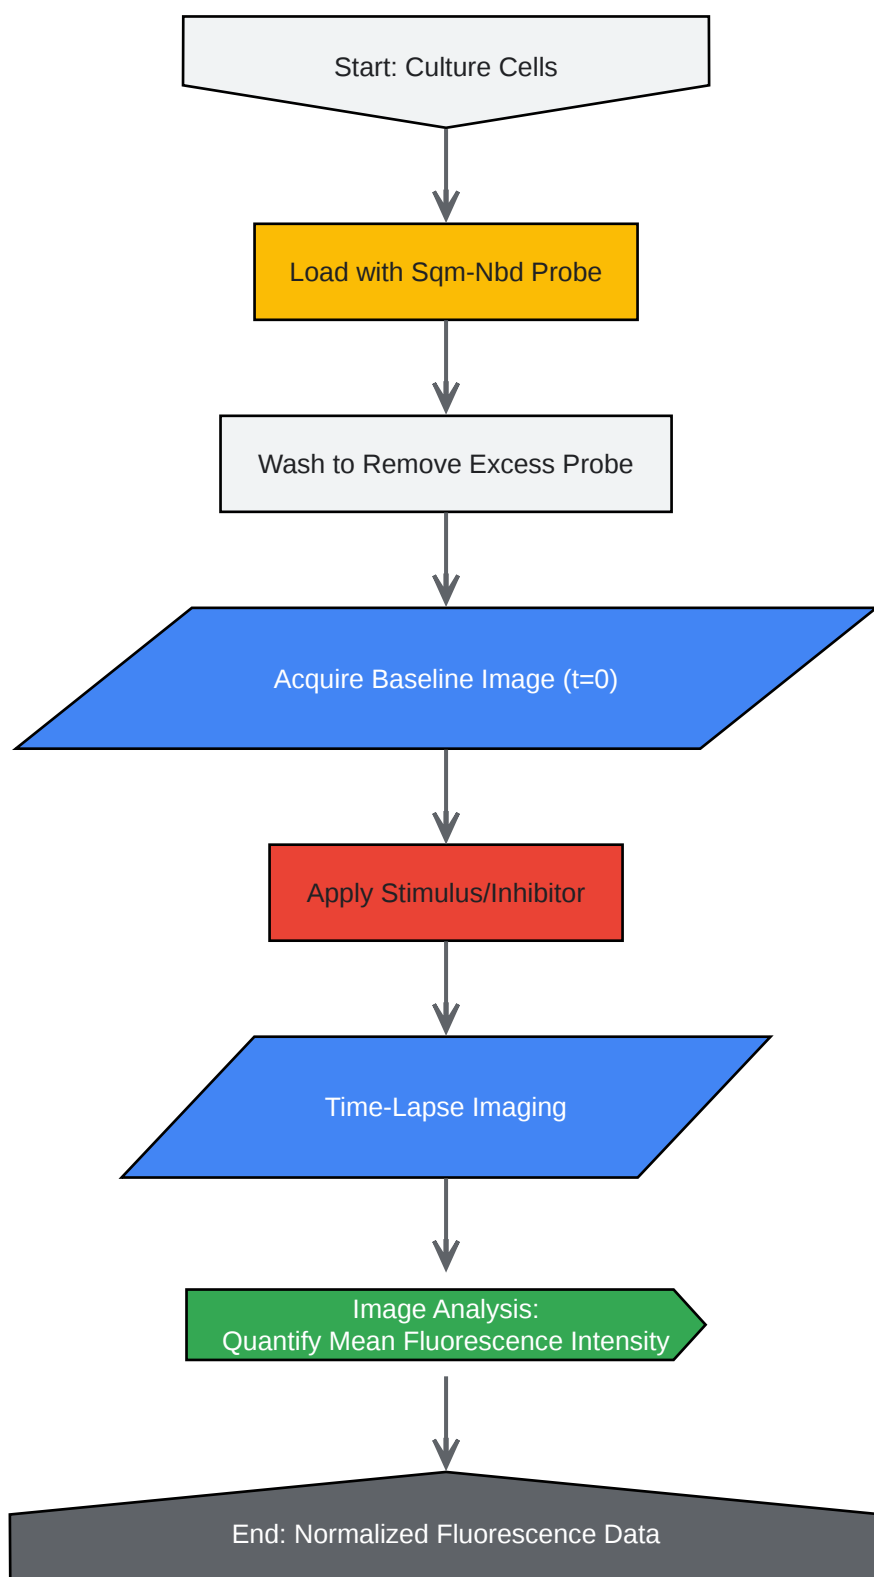 Start: Culture Cells
Load with Sqm-Nbd Probe
Wash to Remove Excess Probe
Acquire Baseline Image (t=0)
Apply Stimulus/Inhibitor
Time-Lapse Imaging
Image Analysis:
Quantify Mean Fluorescence Intensity
End: Normalized Fluorescence Data